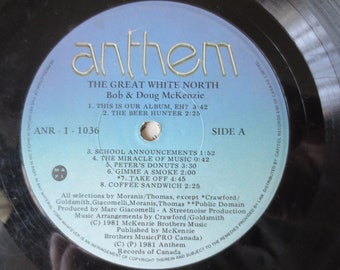 anthem
THE GREAT WHITE NORTH
Bob & Doug McKenzie
1. THIS IS OUR ALBUM, EH? 3:42
2. THE BEER HUNTER 2:25
ANR - 1 - 1036
SIDE A
3. SCHOOL ANNOUNCEMENTS 1:52
4. THE MIRACLE OF MUSIC 0:42
5. PETER'S DONUTS 3:01
6. GIMME A SMOKE 2:00
*7. TAKE OFF 4:45
8. COFFEE SANDWICH 2:25
All selections by Moranis/Thomas, except *Crawford/
Goldsmith,Giacomelli,Moranis,Thomas **Public Domain
Produced by Marc Giacomelli - A Streetnoise Production
Music Arrangements by Crawford/Goldsmith
(C) 1981 McKenzie Brothers Music
Published by McKenzie
Brothers Music(PRO Canada)
(C) (P) 1981 Anthem
Records of Canada